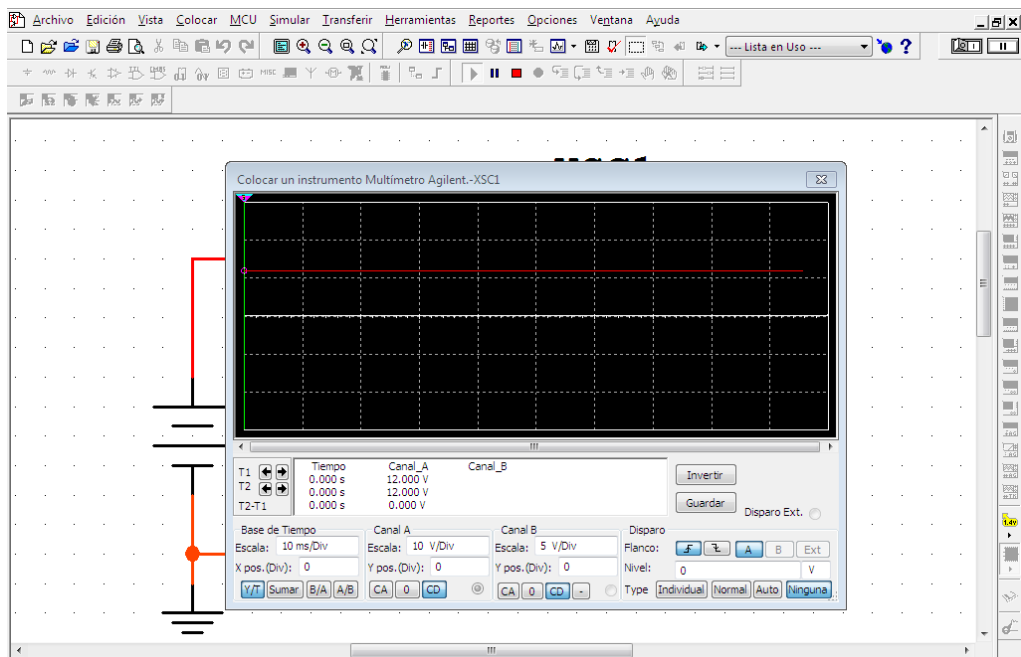 Archivo Edición Vista Colocar MCU Simular Transferir Herramientas Reportes Opciones Ventana Ayuda
--- Lista en Uso ---
MISC
Colocar un instrumento Multímetro Agilent.-XSC1
Tiempo Canal_A Canal_B
T1 0.000 s 12.000 V
T2 0.000 s 12.000 V
T2-T1 0.000 s 0.000 V
Invertir
Guardar
Disparo Ext.
Base de Tiempo Canal A Canal B Disparo
Escala: 10 ms/Div Escala: 10 V/Div Escala: 5 V/Div Flanco: A B Ext
X pos.(Div): 0 Y pos.(Div): 0 Y pos.(Div): 0 Nivel: 0 V
Y/T Sumar B/A A/B CA 0 CD CA 0 CD - Type Individual Normal Auto Ninguna
1.4v